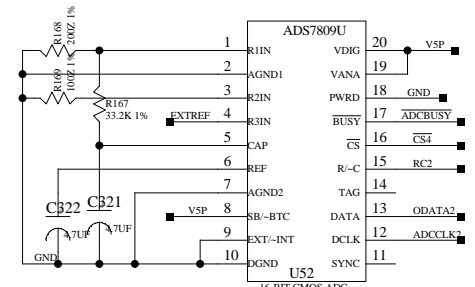 ADS7809U
R168
200Z 1%
R169
100Z 1%
R167
33.2K 1%
1 R1IN
2 AGND1
3 R2IN
EXTREF 4 R3IN
5 CAP
6 REF
7 AGND2
V5P 8 SB/~BTC
9 EXT/~INT
10 DGND
VDIG 20 V5P
VANA 19
PWRD 18 GND
BUSY 17 ADCBUSY
CS 16 CS4
R/~C 15 RC2
TAG 14
DATA 13 ODATA2
DCLK 12 ADCCLK2
SYNC 11
C322
4,7UF
C321
4,7UF
GND
U52
16-BIT CMOS ADC